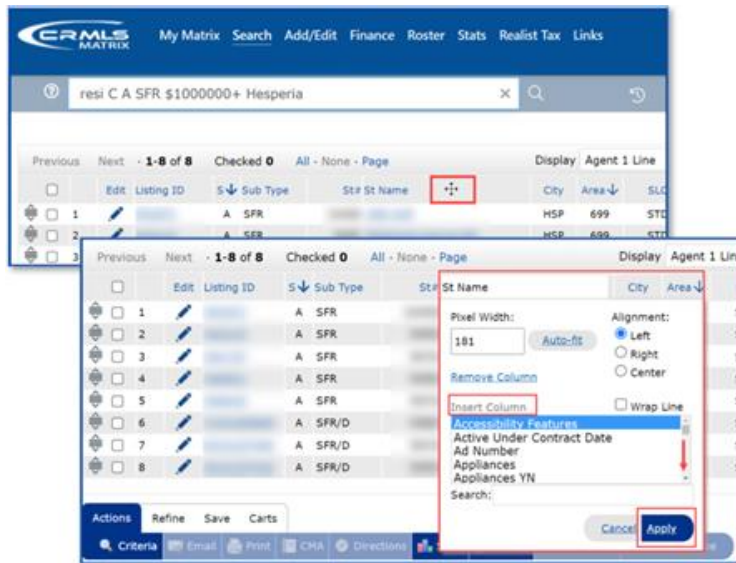 CRMLS
MATRIX
My Matrix Search Add/Edit Finance Roster Stats Realist Tax Links
resi C A SFR $1000000+ Hesperia
Previous Next · 1-8 of 8 Checked 0 All - None - Page Display Agent 1 Line
Edit Listing ID S Sub Type St# St Name City Area SLC
1 A SFR HSP 699 STD
2 A SFR HSP 699 STD
3
Previous Next · 1-8 of 8 Checked 0 All - None - Page Display Agent 1 Lin
Edit Listing ID S Sub Type St# St Name City Area
1 A SFR
2 A SFR
3 A SFR
4 A SFR
5 A SFR
6 A SFR/D
7 A SFR/D
8 A SFR/D
Pixel Width: Alignment:
181 Auto-fit Left
Right
Remove Column Center
Insert Column Wrap Line
Accessibility Features
Active Under Contract Date
Ad Number
Appliances
Appliances YN
Search:
Cancel Apply
Actions Refine Save Carts
Criteria Email Print CMA Directions